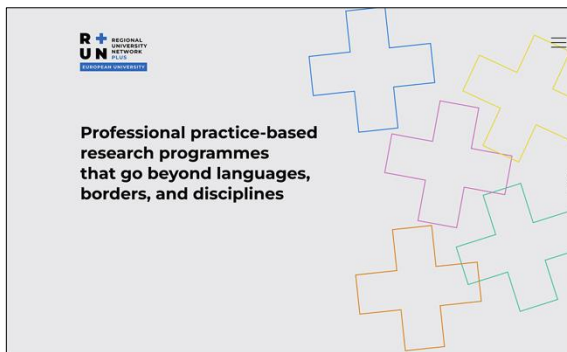 R + REGIONAL
UNIVERSITY
UN NETWORK
PLUS
EUROPEAN UNIVERSITY
Professional practice-based
research programmes
that go beyond languages,
borders, and disciplines